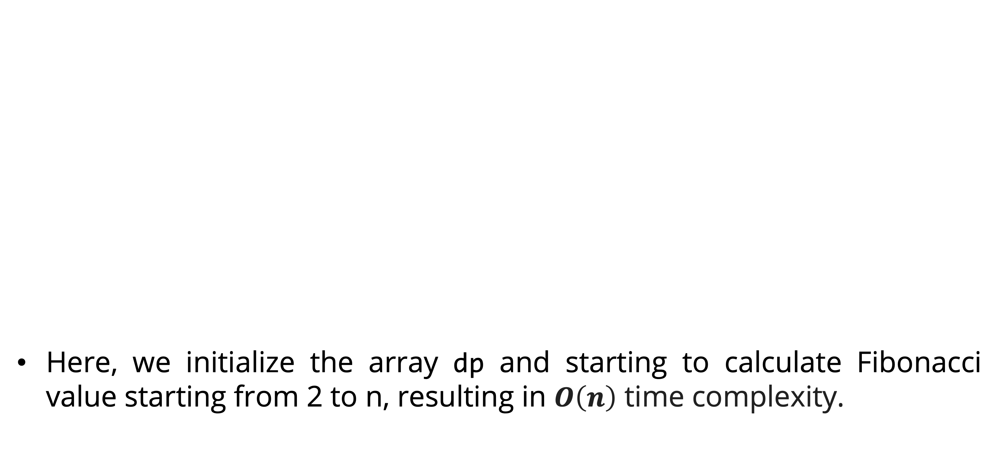 • Here, we initialize the array dp and starting to calculate Fibonacci
value starting from 2 to n, resulting in O(n) time complexity.